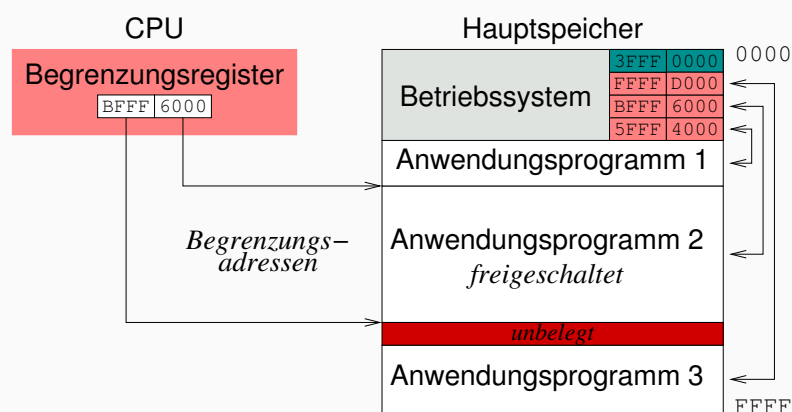 CPU
Hauptspeicher
Begrenzungsregister
BFFF 6000
Betriebssystem
3FFF 0000
FFFF D000
BFFF 6000
5FFF 4000
0000
Anwendungsprogramm 1
Begrenzungs−
adressen
Anwendungsprogramm 2
freigeschaltet
unbelegt
Anwendungsprogramm 3
FFFF